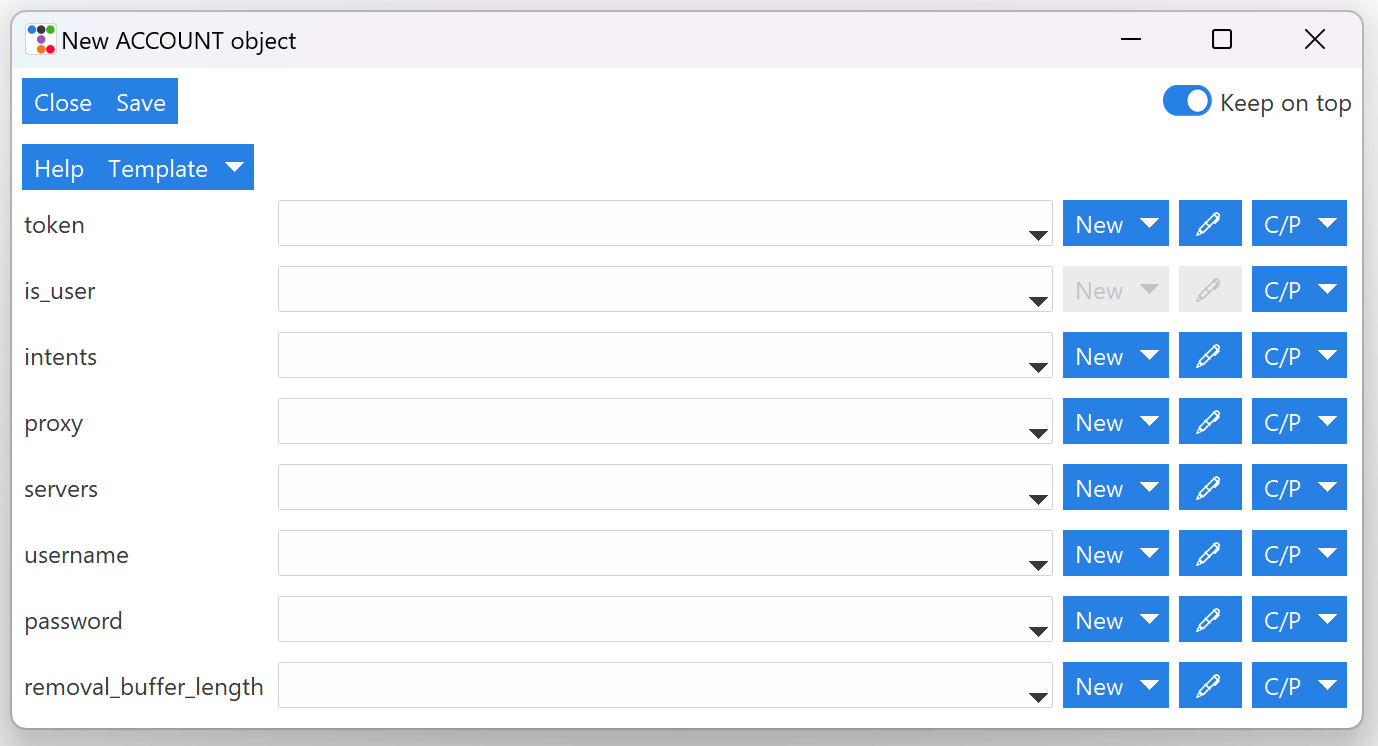 New ACCOUNT object
Close Save Keep on top
Help Template
token New C/P
is_user New C/P
intents New C/P
proxy New C/P
servers New C/P
username New C/P
password New C/P
removal_buffer_length New C/P